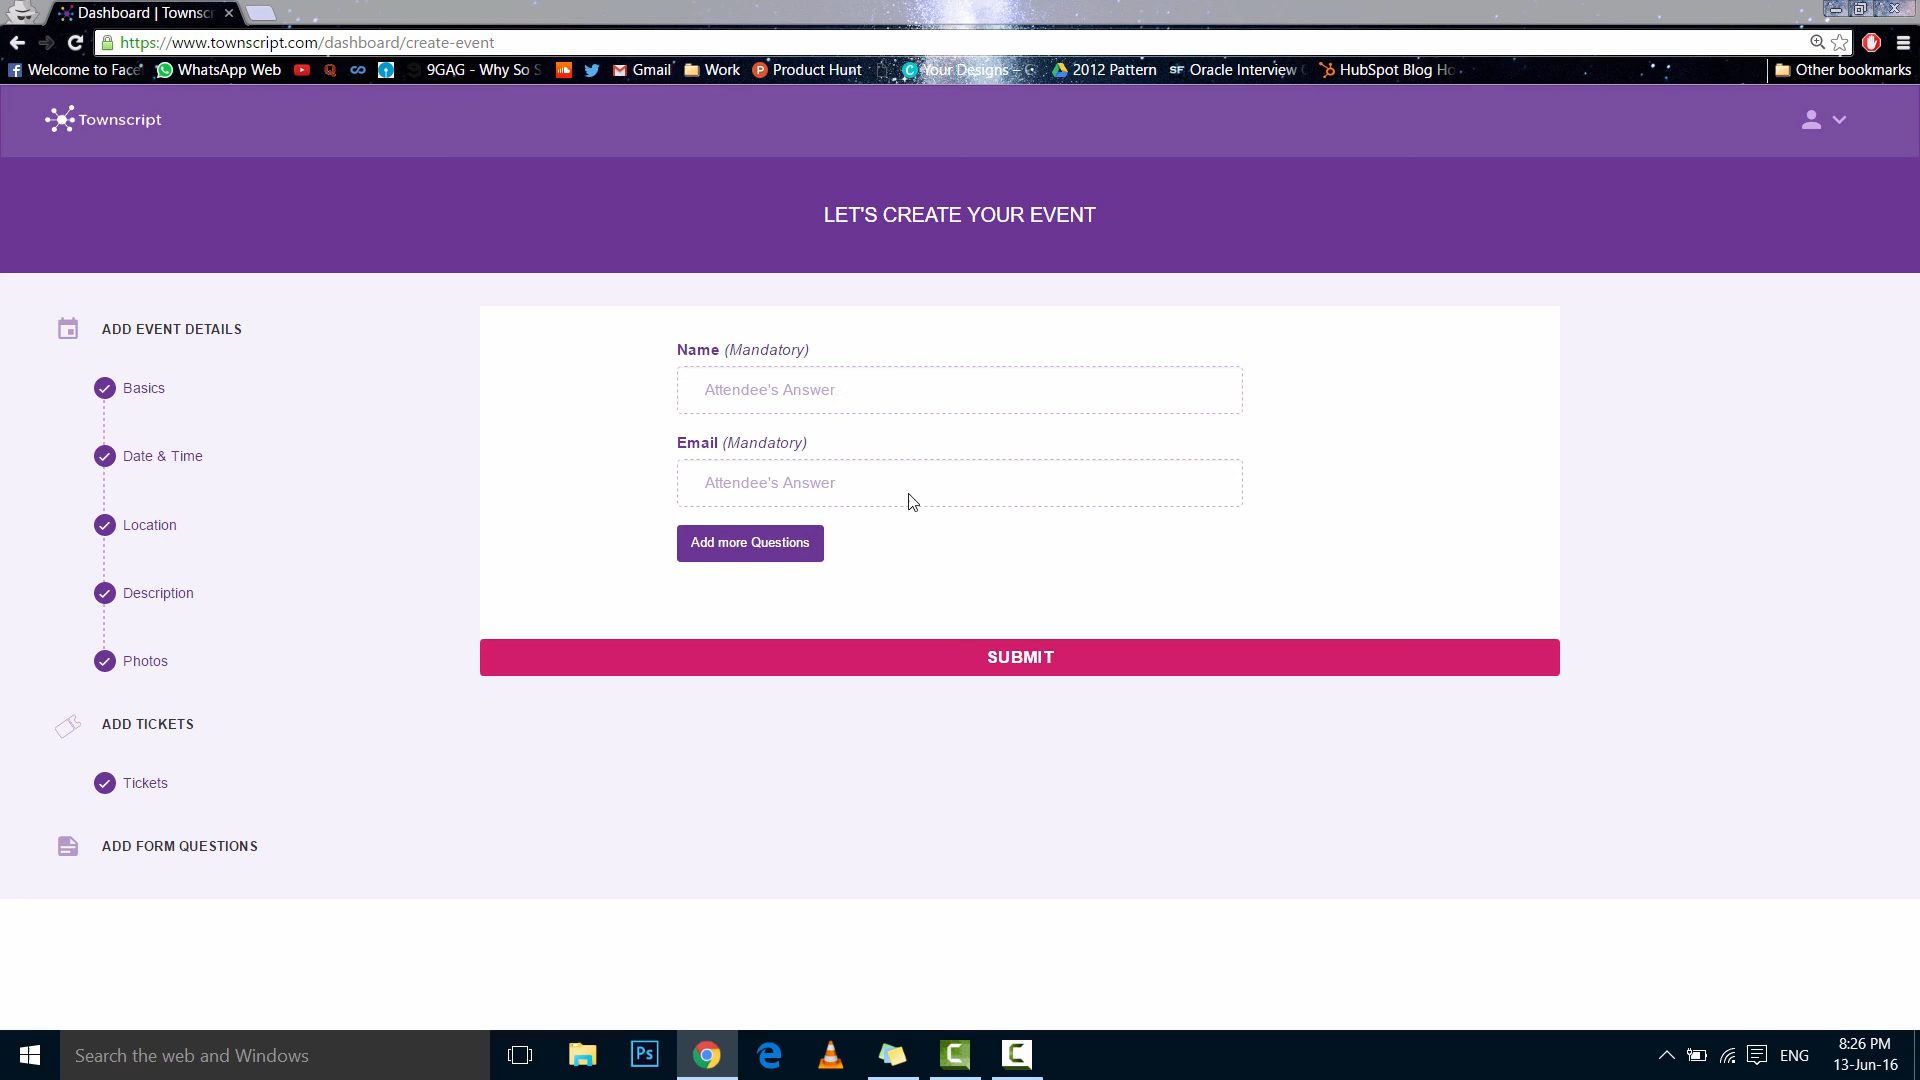 Dashboard | Townscr
https://www.townscript.com/dashboard/create-event
Welcome to Face WhatsApp Web 9GAG - Why So S Gmail Work Product Hunt Your Designs – 2012 Pattern SF Oracle Interview HubSpot Blog Ho Other bookmarks
Townscript
LET'S CREATE YOUR EVENT
ADD EVENT DETAILS
Basics
Date & Time
Location
Description
Photos
ADD TICKETS
Tickets
ADD FORM QUESTIONS
Name (Mandatory)
Attendee's Answer
Email (Mandatory)
Attendee's Answer
Add more Questions
SUBMIT
Search the web and Windows
Ps
ENG
8:26 PM
13-Jun-16